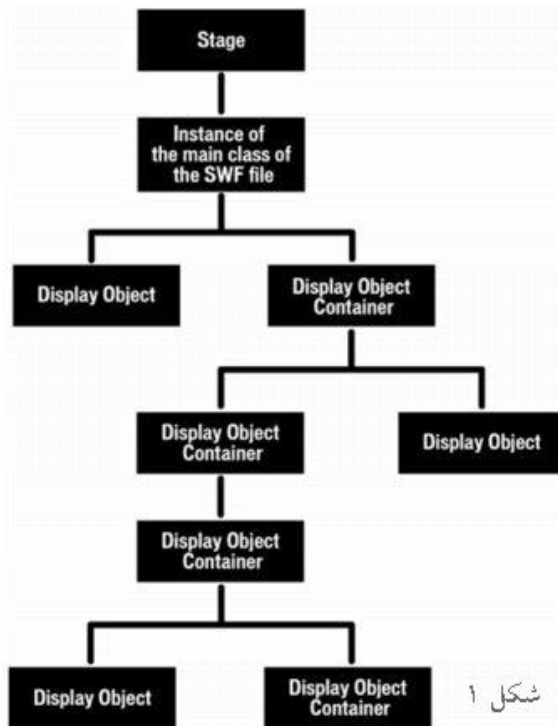 Stage
Instance of
the main class of
the SWF file
Display Object
Display Object
Container
Display Object
Container
Display Object
Display Object
Container
Display Object
Display Object
Container
شکل ۱